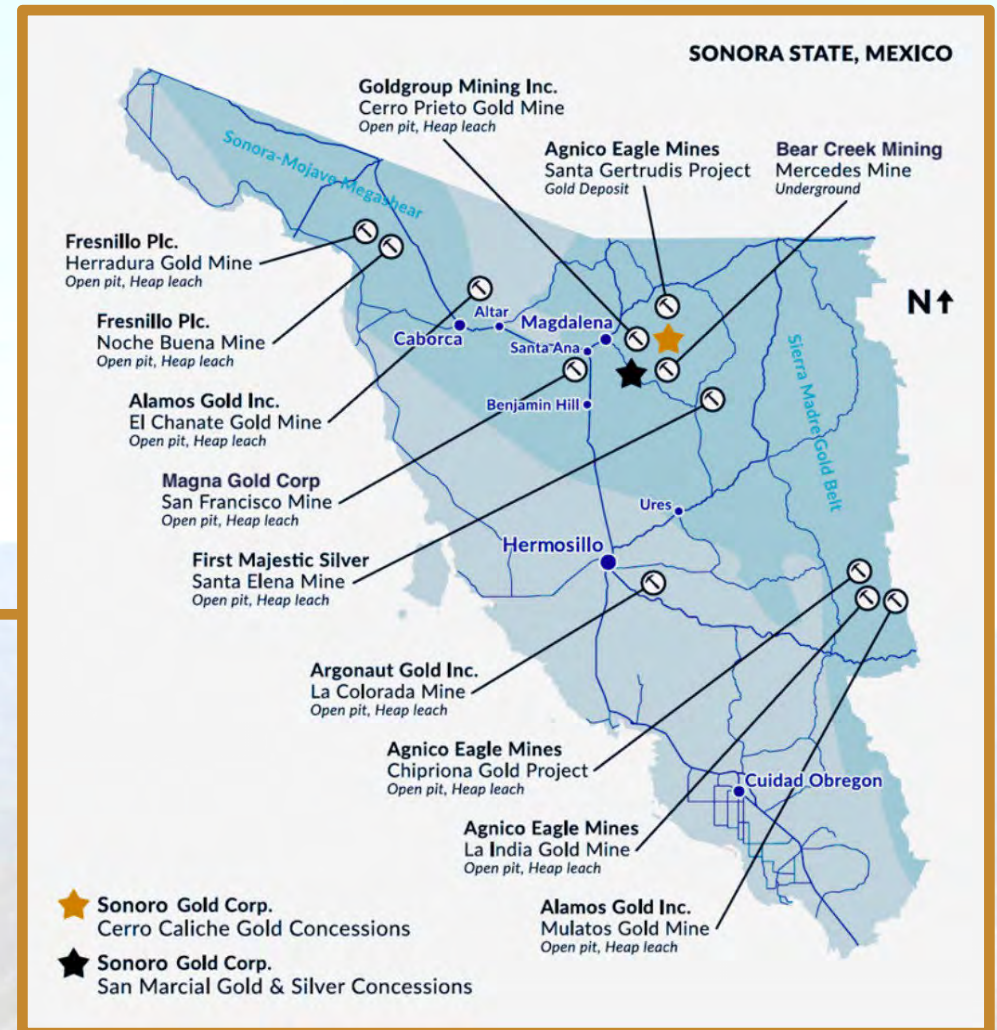 SONORA STATE, MEXICO
Goldgroup Mining Inc.
Cerro Prieto Gold Mine
Open pit, Heap leach
Agnico Eagle Mines
Santa Gertrudis Project
Gold Deposit
Bear Creek Mining
Mercedes Mine
Underground
Sonora-Mojave Megashear
Fresnillo Plc.
Herradura Gold Mine
Open pit, Heap leach
N
Fresnillo Plc.
Noche Buena Mine
Open pit, Heap leach
Altar
Caborca
Magdalena
Santa Ana
Sierra Madre Gold Belt
Alamos Gold Inc.
El Chanate Gold Mine
Open pit, Heap leach
Benjamin Hill
Magna Gold Corp
San Francisco Mine
Open pit, Heap leach
Ures
Hermosillo
First Majestic Silver
Santa Elena Mine
Open pit, Heap leach
Argonaut Gold Inc.
La Colorada Mine
Open pit, Heap leach
Agnico Eagle Mines
Chipriona Gold Project
Open pit, Heap leach
Cuidad Obregon
Agnico Eagle Mines
La India Gold Mine
Open pit, Heap leach
Alamos Gold Inc.
Mulatos Gold Mine
Open pit, Heap leach
Sonoro Gold Corp.
Cerro Caliche Gold Concessions
Sonoro Gold Corp.
San Marcial Gold & Silver Concessions